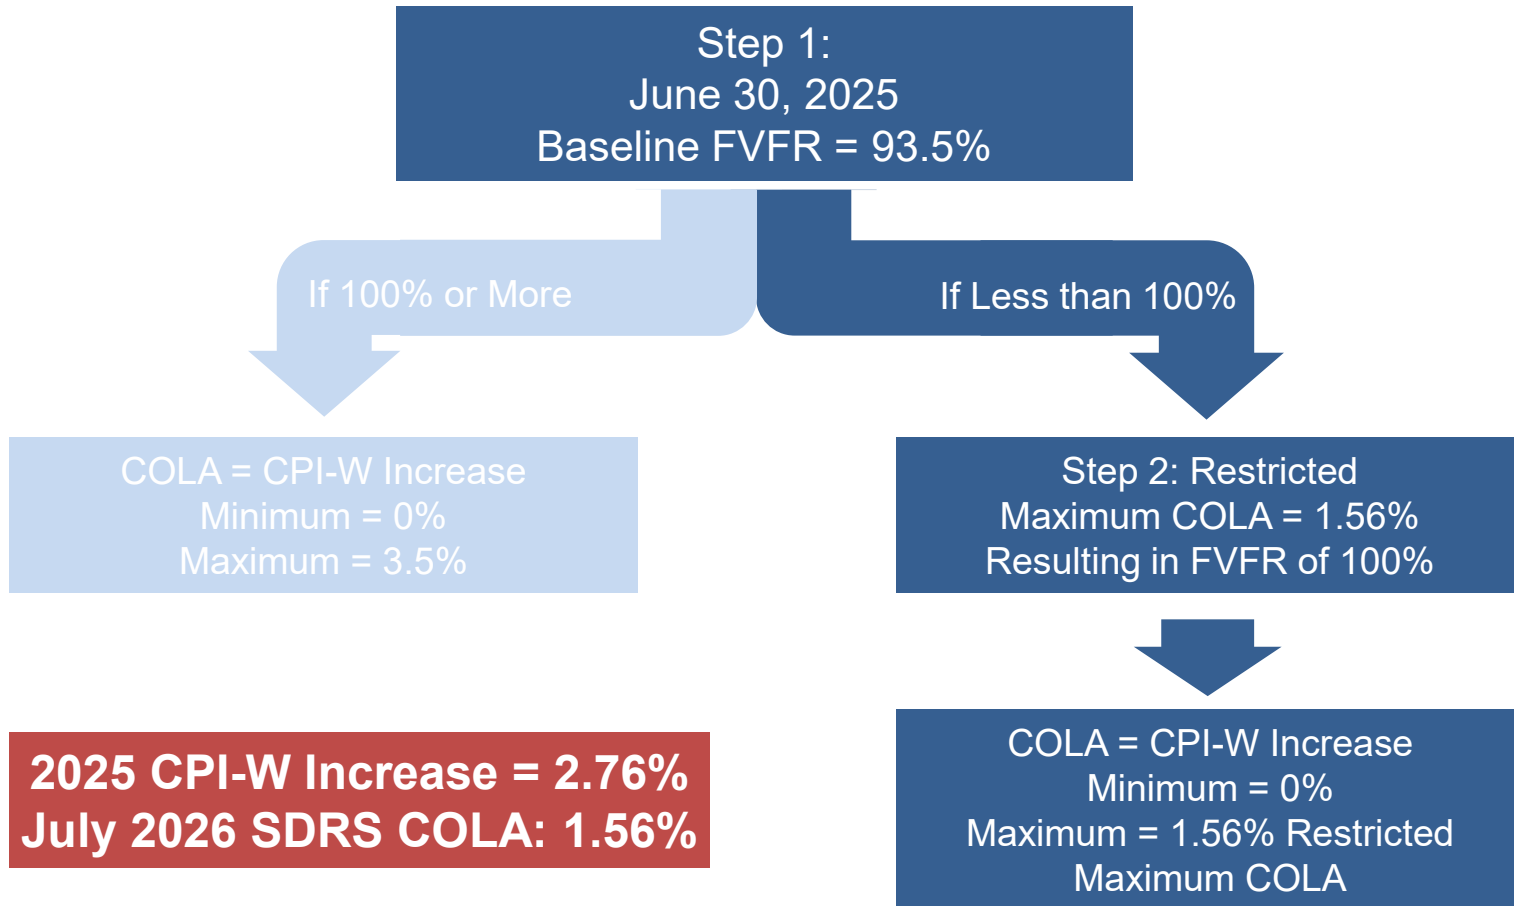 Step 1:
June 30, 2025
Baseline FVFR = 93.5%
If 100% or More
If Less than 100%
COLA = CPI-W Increase
Minimum = 0%
Maximum = 3.5%
Step 2: Restricted
Maximum COLA = 1.56%
Resulting in FVFR of 100%
2025 CPI-W Increase = 2.76%
July 2026 SDRS COLA: 1.56%
COLA = CPI-W Increase
Minimum = 0%
Maximum = 1.56% Restricted
Maximum COLA